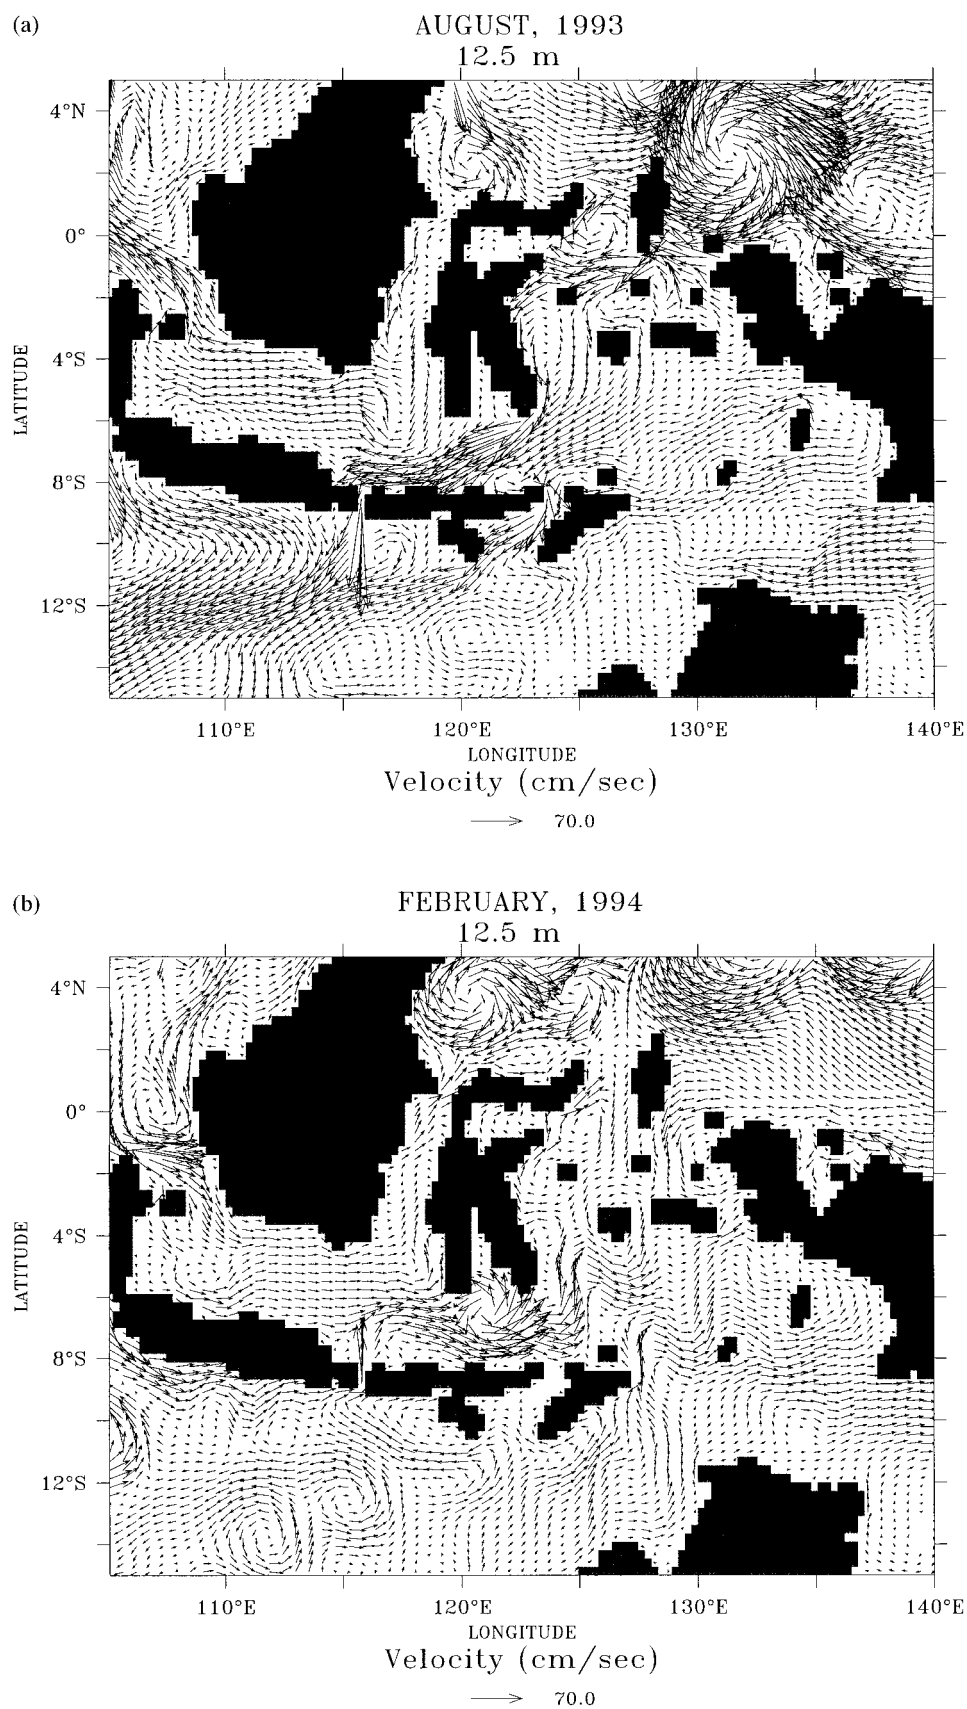 (a)
AUGUST, 1993
12.5 m
4°N
0°
4°S
8°S
12°S
LATITUDE
110°E 120°E 130°E 140°E
LONGITUDE
Velocity (cm/sec)
70.0
(b)
FEBRUARY, 1994
12.5 m
4°N
0°
4°S
8°S
12°S
LATITUDE
110°E 120°E 130°E 140°E
LONGITUDE
Velocity (cm/sec)
70.0